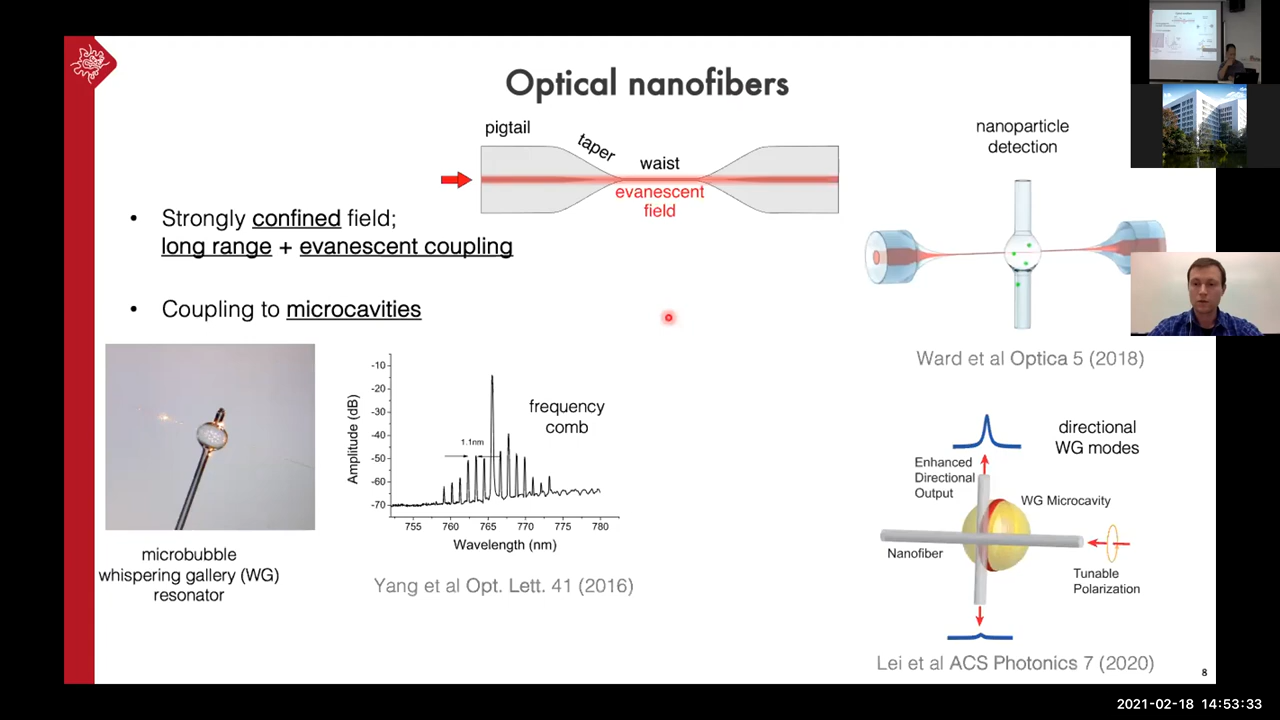 Optical nanofibers
pigtail
taper
waist
evanescent
field
• Strongly confined field;
long range + evanescent coupling
• Coupling to microcavities
microbubble
whispering gallery (WG)
resonator
Amplitude (dB)
-10
-20
-30
-40
-50
-60
-70
1.1nm
frequency
comb
755 760 765 770 775 780
Wavelength (nm)
Yang et al Opt. Lett. 41 (2016)
nanoparticle
detection
Ward et al Optica 5 (2018)
directional
WG modes
Enhanced
Directional
Output
WG Microcavity
Nanofiber
Tunable
Polarization
Lei et al ACS Photonics 7 (2020)
8
2021-02-18 14:53:33